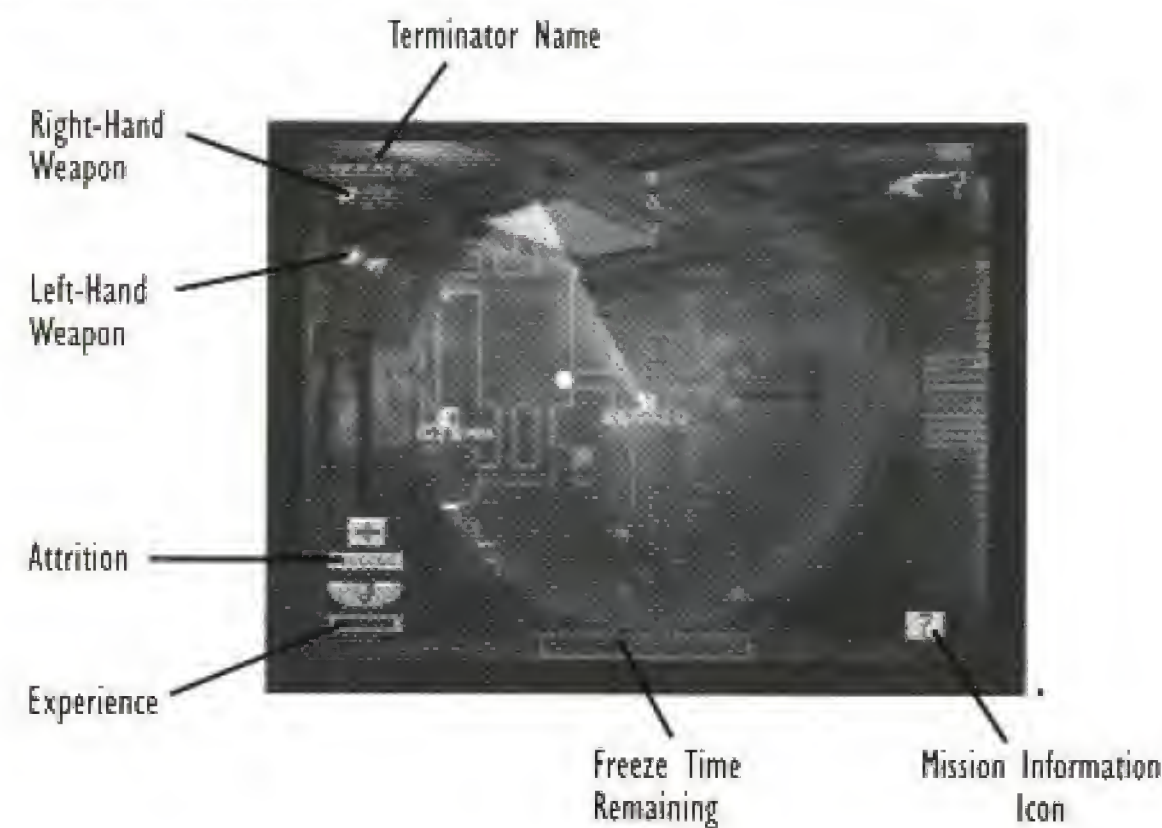 Terminator Name
Right-Hand
Weapon
Left-Hand
Weapon
Attrition
Experience
Freeze Time
Remaining
Mission Information
Icon
?